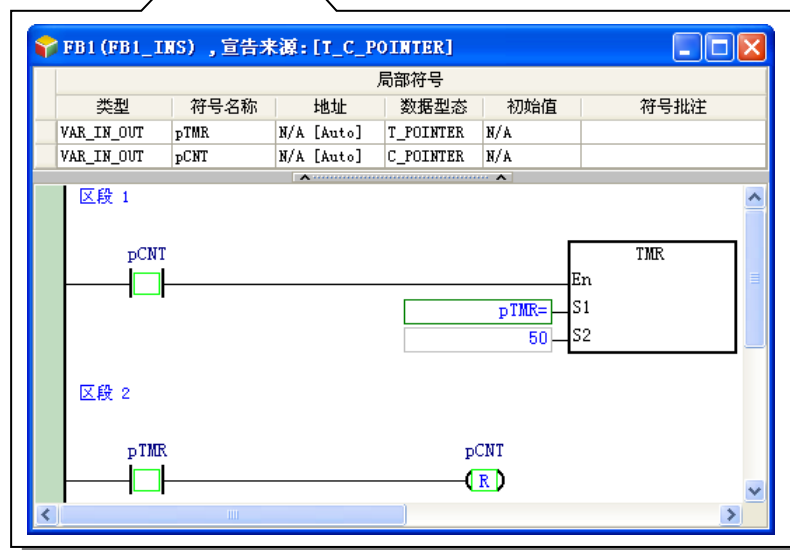 FB1(FB1_INS) ,宣告来源:[T_C_POINTER]
局部符号
类型 符号名称 地址 数据型态 初始值 符号批注
VAR_IN_OUT pTMR N/A [Auto] T_POINTER N/A
VAR_IN_OUT pCNT N/A [Auto] C_POINTER N/A
区段 1
pCNT TMR
En
pTMR= S1
50 S2
区段 2
pTMR pCNT
R